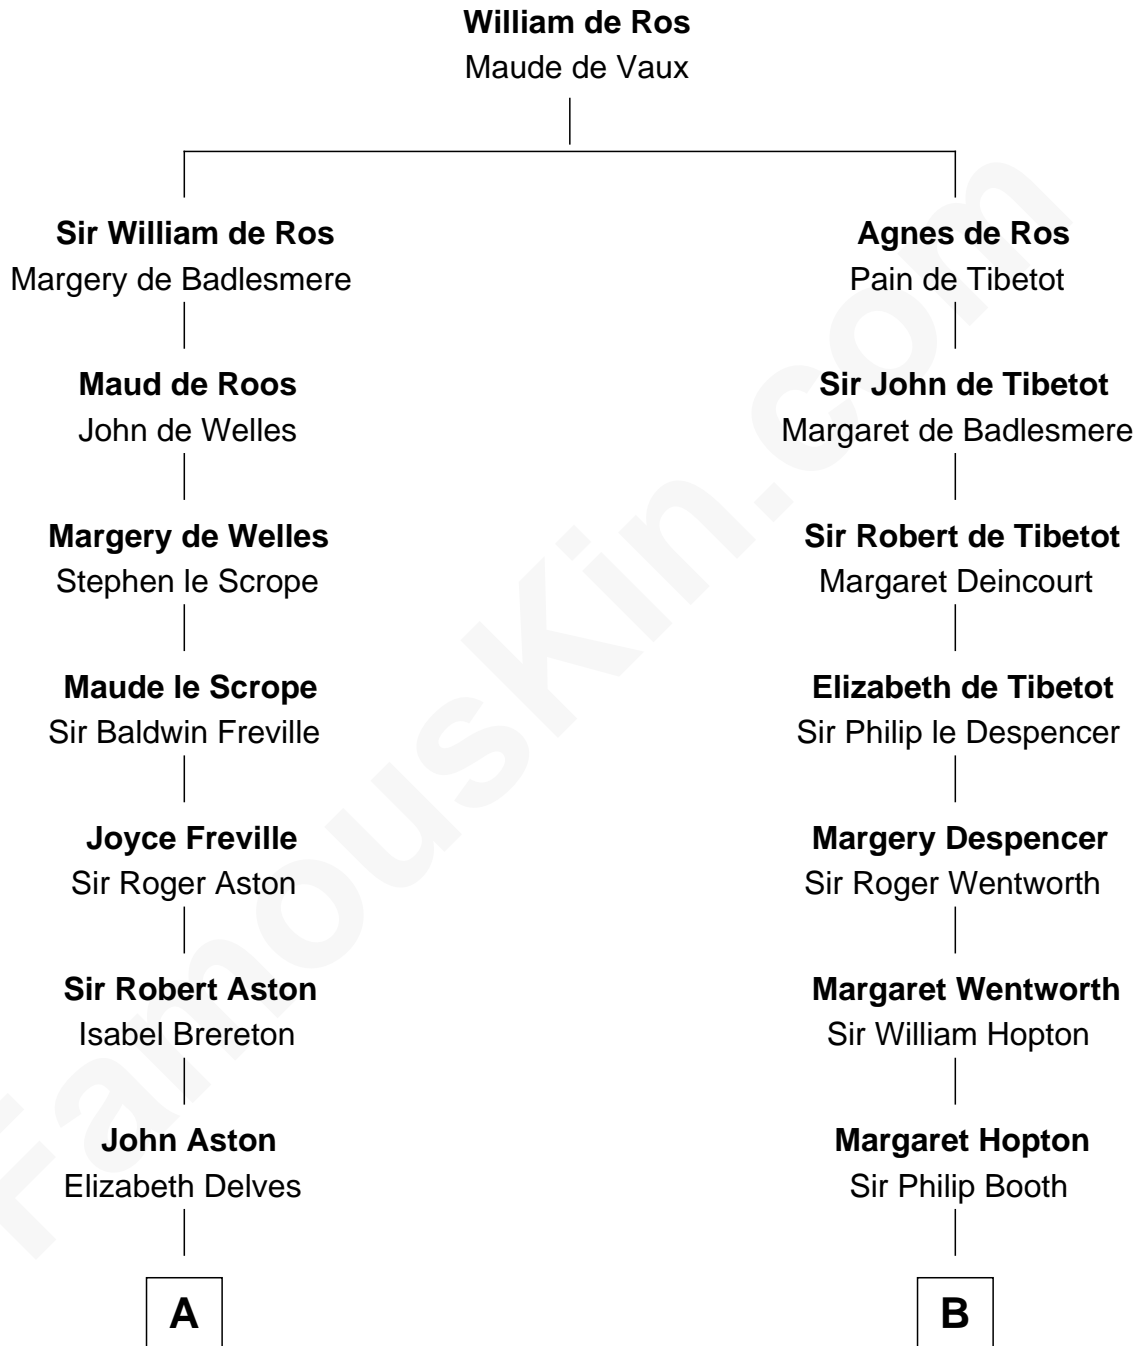 William de Ros
Maude de Vaux
Sir William de Ros
Margery de Badlesmere
Agnes de Ros
Pain de Tibetot
Maud de Roos
John de Welles
Sir John de Tibetot
Margaret de Badlesmere
Margery de Welles
Stephen le Scrope
Sir Robert de Tibetot
Margaret Deincourt
Maude le Scrope
Sir Baldwin Freville
Elizabeth de Tibetot
Sir Philip le Despencer
Joyce Freville
Sir Roger Aston
Margery Despencer
Sir Roger Wentworth
Sir Robert Aston
Isabel Brereton
Margaret Wentworth
Sir William Hopton
John Aston
Elizabeth Delves
Margaret Hopton
Sir Philip Booth
A
B
FamousKin.com